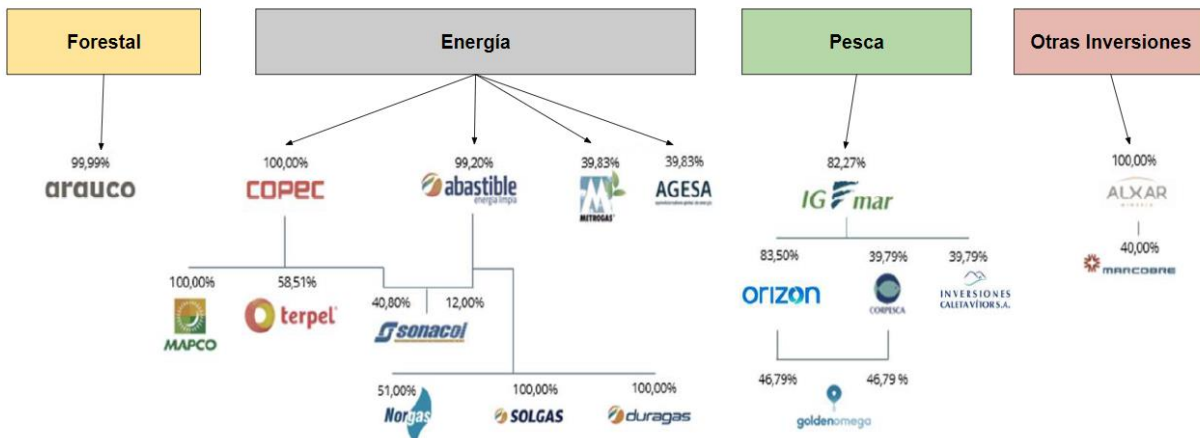 Forestal
Energía
Pesca
Otras Inversiones
99,99%
100,00%
99,20%
39,83%
39,83%
82,27%
100,00%
arauco
COPEC
abastible
energía limpia
METROGAS
AGESA
IG mar
ALXAR
MINERIA
40,00%
MARCOBRE
100,00%
58,51%
40,80%
12,00%
83,50%
39,79%
39,79%
MAPCO
terpel
sonacol
orizon
CORPESCA
INVERSIONES
CALETA VÍTOR S.A.
51,00%
100,00%
100,00%
46,79%
46,79 %
Norgas
SOLGAS
duragas
goldenomega